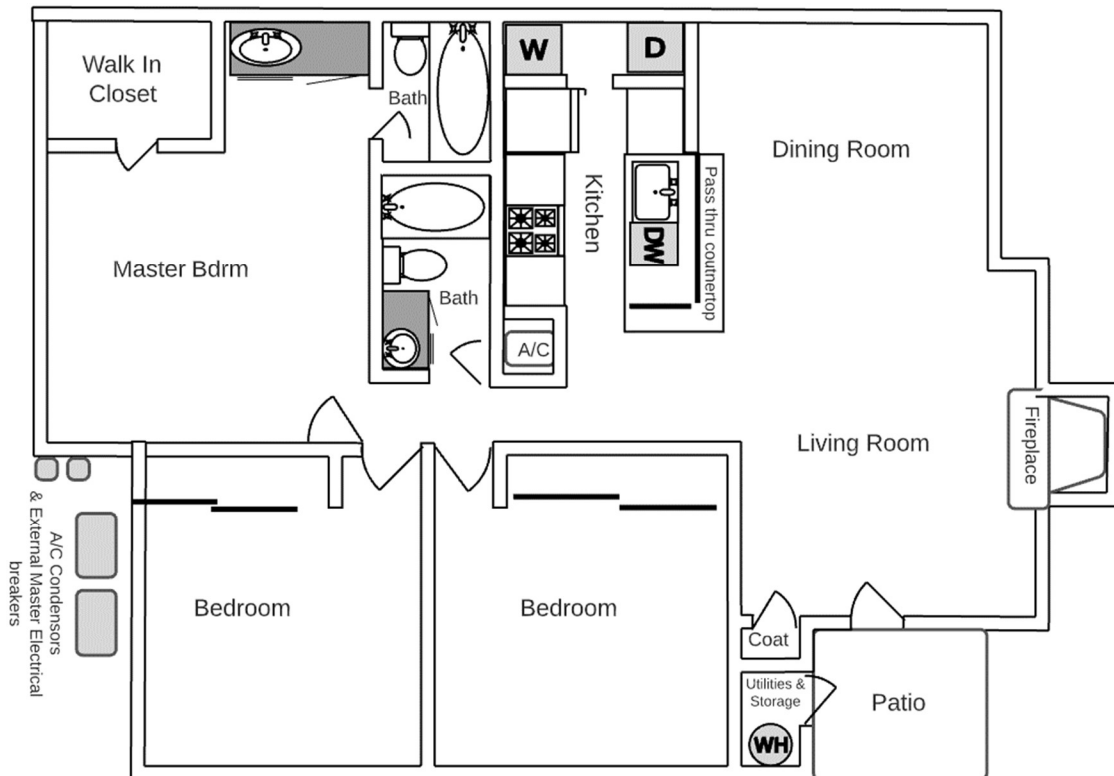 Walk In
Closet
Bath
W
D
Dining Room
Kitchen
Pass thru coutnertop
DW
Master Bdrm
Bath
A/C
Living Room
Fireplace
A/C Condensors
& External Master Electrical
breakers
Bedroom
Bedroom
Coat
Utilities &
Storage
WH
Patio